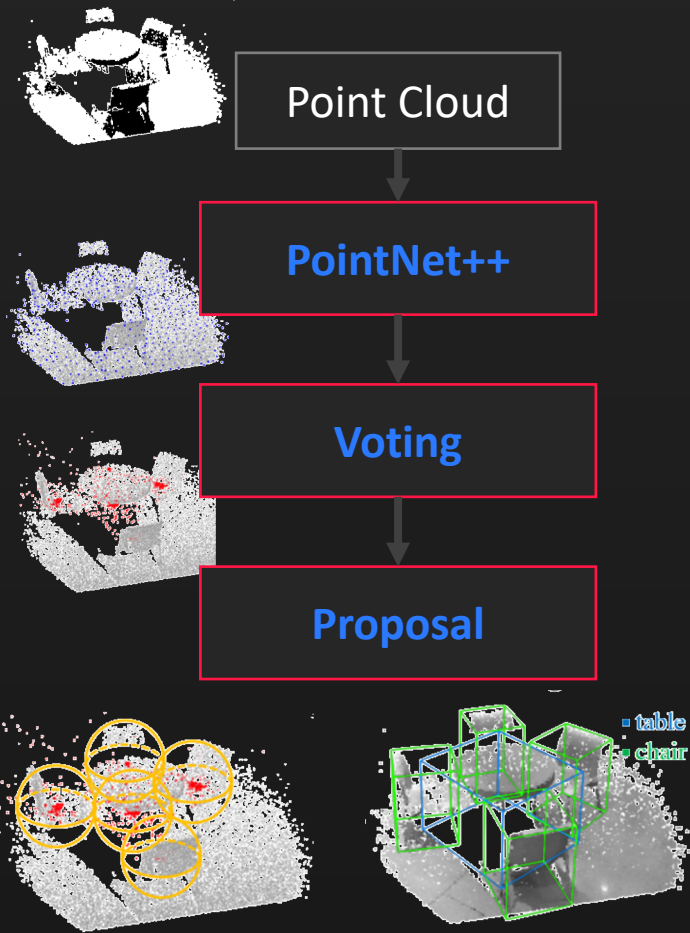 Point Cloud
PointNet++
Voting
Proposal
table
chair